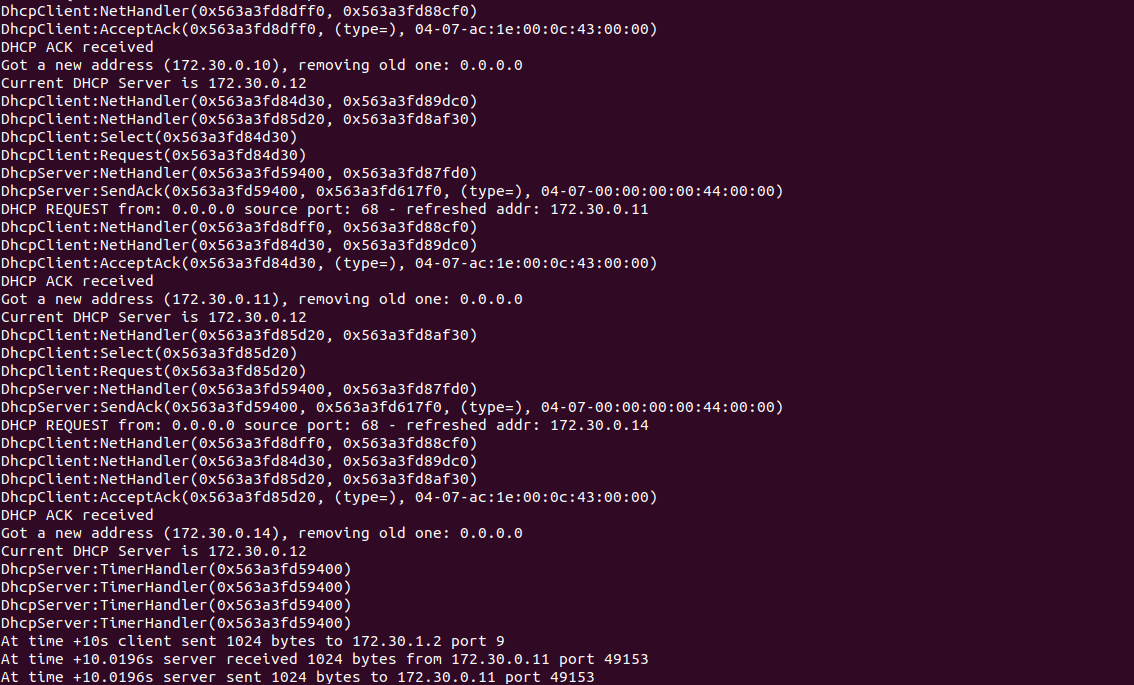 DhcpClient:NetHandler(0x563a3fd8dff0, 0x563a3fd88cf0)
DhcpClient:AcceptAck(0x563a3fd8dff0, (type=), 04-07-ac:1e:00:0c:43:00:00)
DHCP ACK received
Got a new address (172.30.0.10), removing old one: 0.0.0.0
Current DHCP Server is 172.30.0.12
DhcpClient:NetHandler(0x563a3fd84d30, 0x563a3fd89dc0)
DhcpClient:NetHandler(0x563a3fd85d20, 0x563a3fd8af30)
DhcpClient:Select(0x563a3fd84d30)
DhcpClient:Request(0x563a3fd84d30)
DhcpServer:NetHandler(0x563a3fd59400, 0x563a3fd87fd0)
DhcpServer:SendAck(0x563a3fd59400, 0x563a3fd617f0, (type=), 04-07-00:00:00:00:44:00:00)
DHCP REQUEST from: 0.0.0.0 source port: 68 - refreshed addr: 172.30.0.11
DhcpClient:NetHandler(0x563a3fd8dff0, 0x563a3fd88cf0)
DhcpClient:NetHandler(0x563a3fd84d30, 0x563a3fd89dc0)
DhcpClient:AcceptAck(0x563a3fd84d30, (type=), 04-07-ac:1e:00:0c:43:00:00)
DHCP ACK received
Got a new address (172.30.0.11), removing old one: 0.0.0.0
Current DHCP Server is 172.30.0.12
DhcpClient:NetHandler(0x563a3fd85d20, 0x563a3fd8af30)
DhcpClient:Select(0x563a3fd85d20)
DhcpClient:Request(0x563a3fd85d20)
DhcpServer:NetHandler(0x563a3fd59400, 0x563a3fd87fd0)
DhcpServer:SendAck(0x563a3fd59400, 0x563a3fd617f0, (type=), 04-07-00:00:00:00:44:00:00)
DHCP REQUEST from: 0.0.0.0 source port: 68 - refreshed addr: 172.30.0.14
DhcpClient:NetHandler(0x563a3fd8dff0, 0x563a3fd88cf0)
DhcpClient:NetHandler(0x563a3fd84d30, 0x563a3fd89dc0)
DhcpClient:NetHandler(0x563a3fd85d20, 0x563a3fd8af30)
DhcpClient:AcceptAck(0x563a3fd85d20, (type=), 04-07-ac:1e:00:0c:43:00:00)
DHCP ACK received
Got a new address (172.30.0.14), removing old one: 0.0.0.0
Current DHCP Server is 172.30.0.12
DhcpServer:TimerHandler(0x563a3fd59400)
DhcpServer:TimerHandler(0x563a3fd59400)
DhcpServer:TimerHandler(0x563a3fd59400)
DhcpServer:TimerHandler(0x563a3fd59400)
At time +10s client sent 1024 bytes to 172.30.1.2 port 9
At time +10.0196s server received 1024 bytes from 172.30.0.11 port 49153
At time +10.0196s server sent 1024 bytes to 172.30.0.11 port 49153